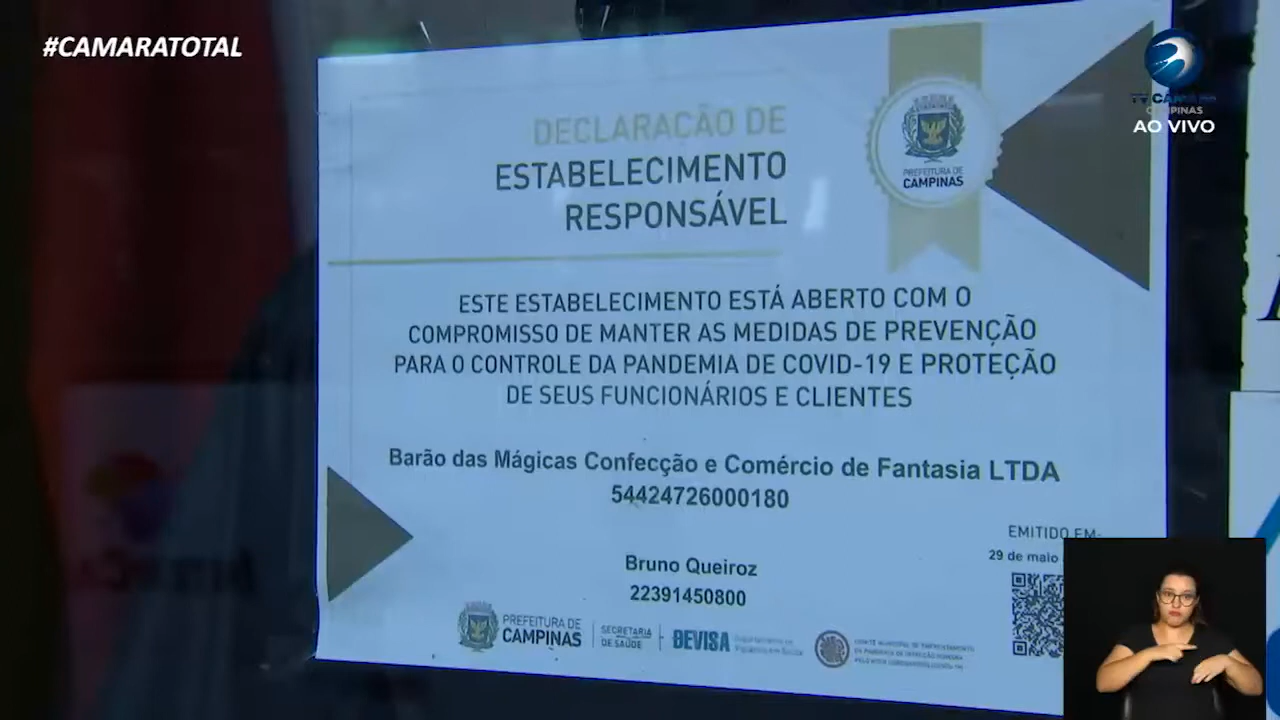 #CAMARATOTAL
TV CÂMARA
CAMPINAS
AO VIVO
DECLARAÇÃO DE
ESTABELECIMENTO
RESPONSÁVEL
PREFEITURA DE
CAMPINAS
ESTE ESTABELECIMENTO ESTÁ ABERTO COM O
COMPROMISSO DE MANTER AS MEDIDAS DE PREVENÇÃO
PARA O CONTROLE DA PANDEMIA DE COVID-19 E PROTEÇÃO
DE SEUS FUNCIONÁRIOS E CLIENTES
Barão das Mágicas Confecção e Comércio de Fantasia LTDA
54424726000180
EMITIDO EM:
29 de maio
Bruno Queiroz
22391450800
PREFEITURA DE
CAMPINAS
SECRETARIA
DE SAÚDE
DEVISA